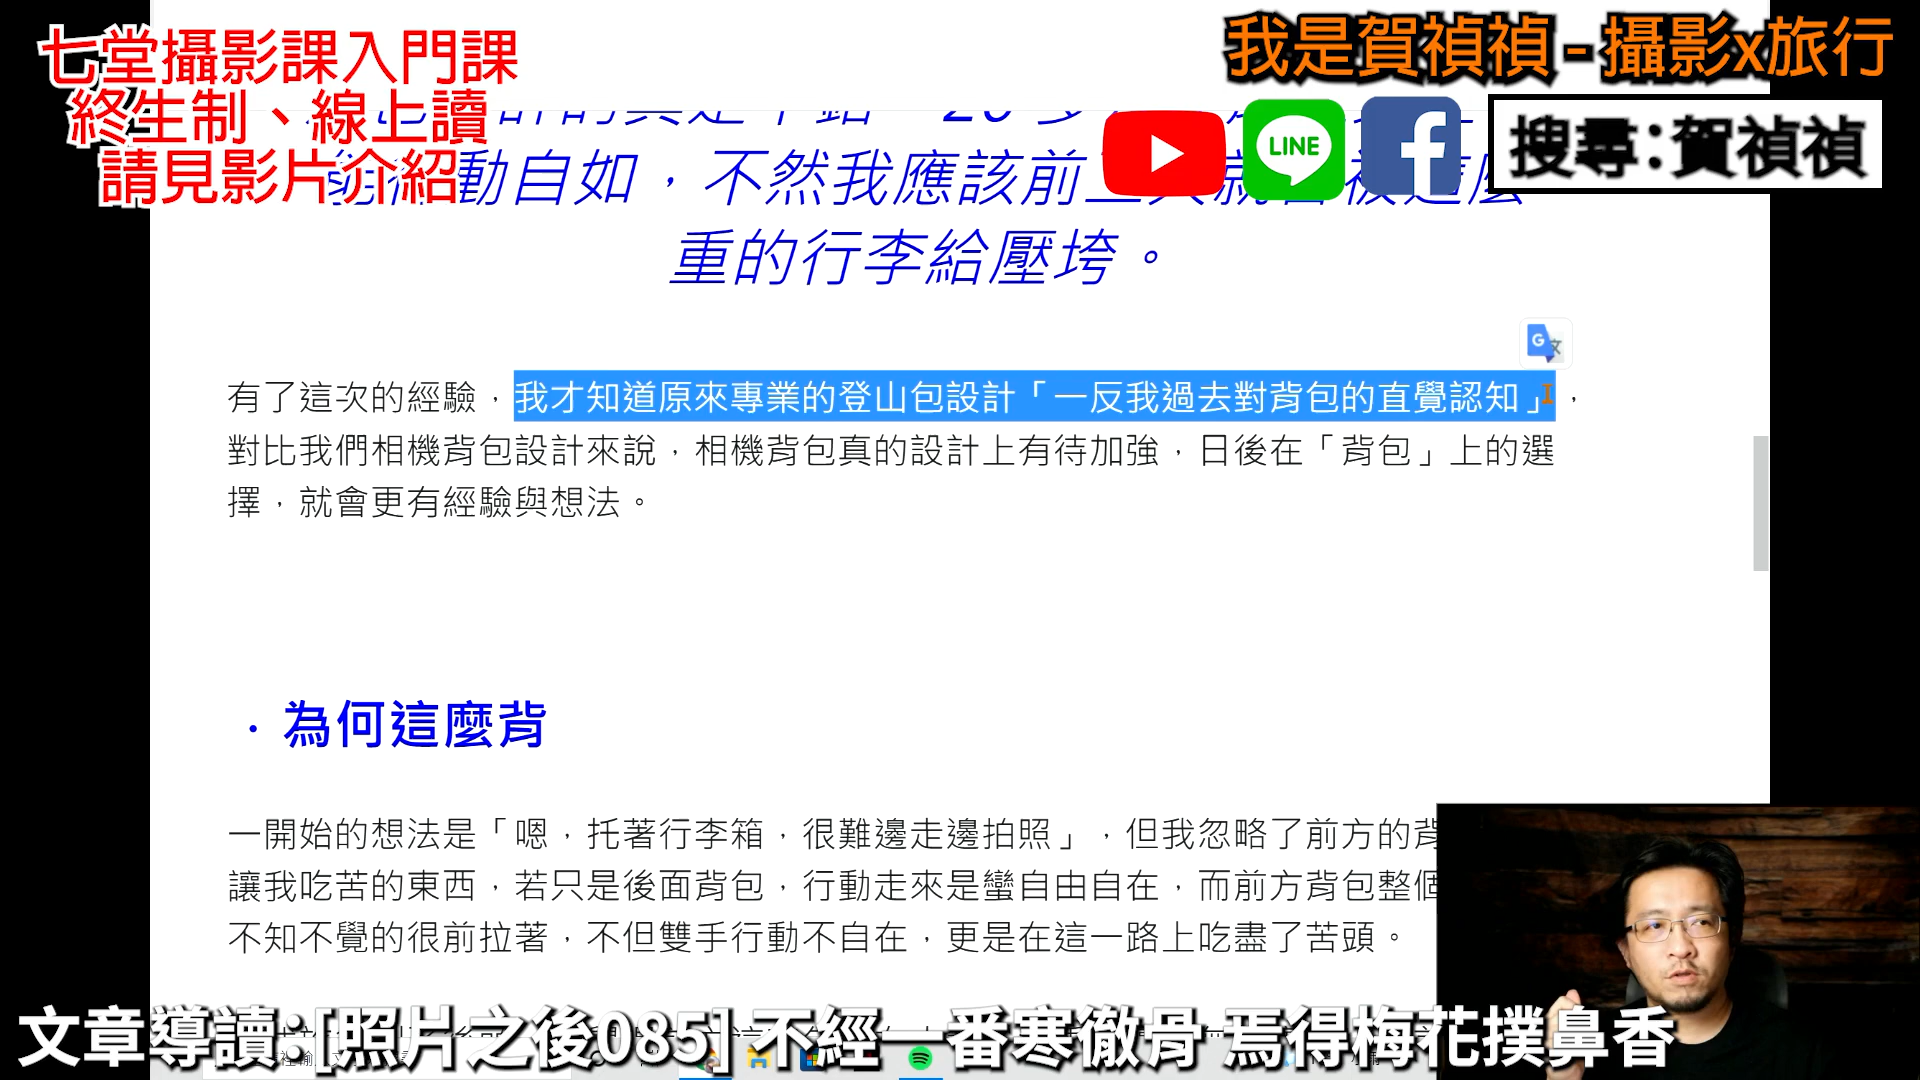 七堂攝影課入門課
終生制、線上讀
請見影片介紹
我是賀禎禎-攝影x旅行
LINE
搜尋:賀禎禎
動自如，不然我應該前
重的行李給壓垮。
有了這次的經驗，我才知道原來專業的登山包設計「一反我過去對背包的直覺認知」，
對比我們相機背包設計來說，相機背包真的設計上有待加強，日後在「背包」上的選
擇，就會更有經驗與想法。
· 為何這麼背
一開始的想法是「嗯，托著行李箱，很難邊走邊拍照」，但我忽略了前方的背
讓我吃苦的東西，若只是後面背包，行動走來是蠻自由自在，而前方背包整個
不知不覺的很前拉著，不但雙手行動不自在，更是在這一路上吃盡了苦頭。
文章導讀:[照片之後085] 不經一番寒徹骨 焉得梅花撲鼻香